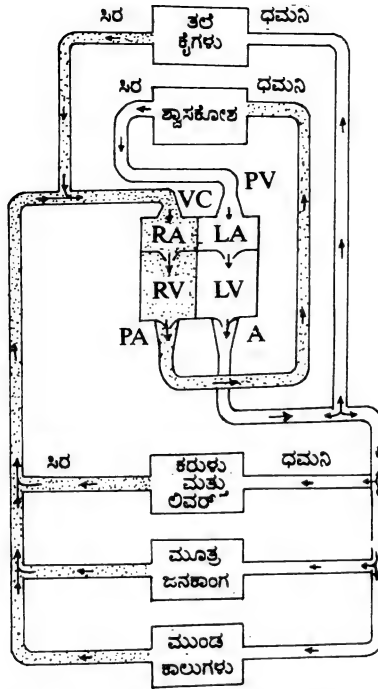 ಸಿರ ತಲೆ ಧಮನಿ
ಕೈಗಳು
ಸಿರ ಧಮನಿ
ಶ್ವಾಸಕೋಶ
PV
VC
RA LA
RV LV
PA A
ಸಿರ ಕರುಳು ಧಮನಿ
ಮತ್ತು
ಲಿವರ್
ಮೂತ್ರ
ಜನಕಾಂಗ
ಮುಂಡ
ಕಾಲುಗಳು